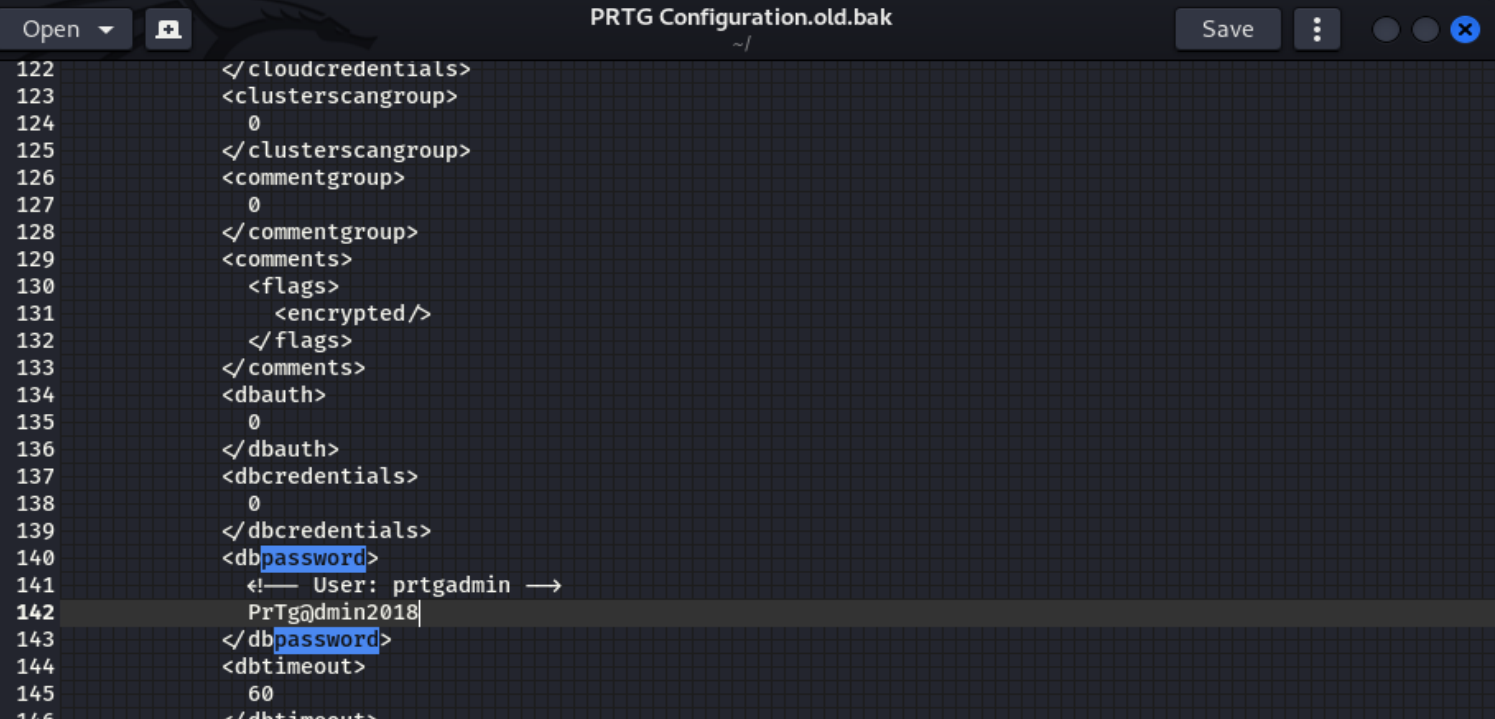 Open
PRTG Configuration.old.bak
~/
Save
122 </cloudcredentials>
123 <clusterscangroup>
124 0
125 </clusterscangroup>
126 <commentgroup>
127 0
128 </commentgroup>
129 <comments>
130 <flags>
131 <encrypted/>
132 </flags>
133 </comments>
134 <dbauth>
135 0
136 </dbauth>
137 <dbcredentials>
138 0
139 </dbcredentials>
140 <dbpassword>
141 <!-- User: prtgadmin -->
142 PrTg@dmin2018
143 </dbpassword>
144 <dbtimeout>
145 60
146 </dbtimeout>